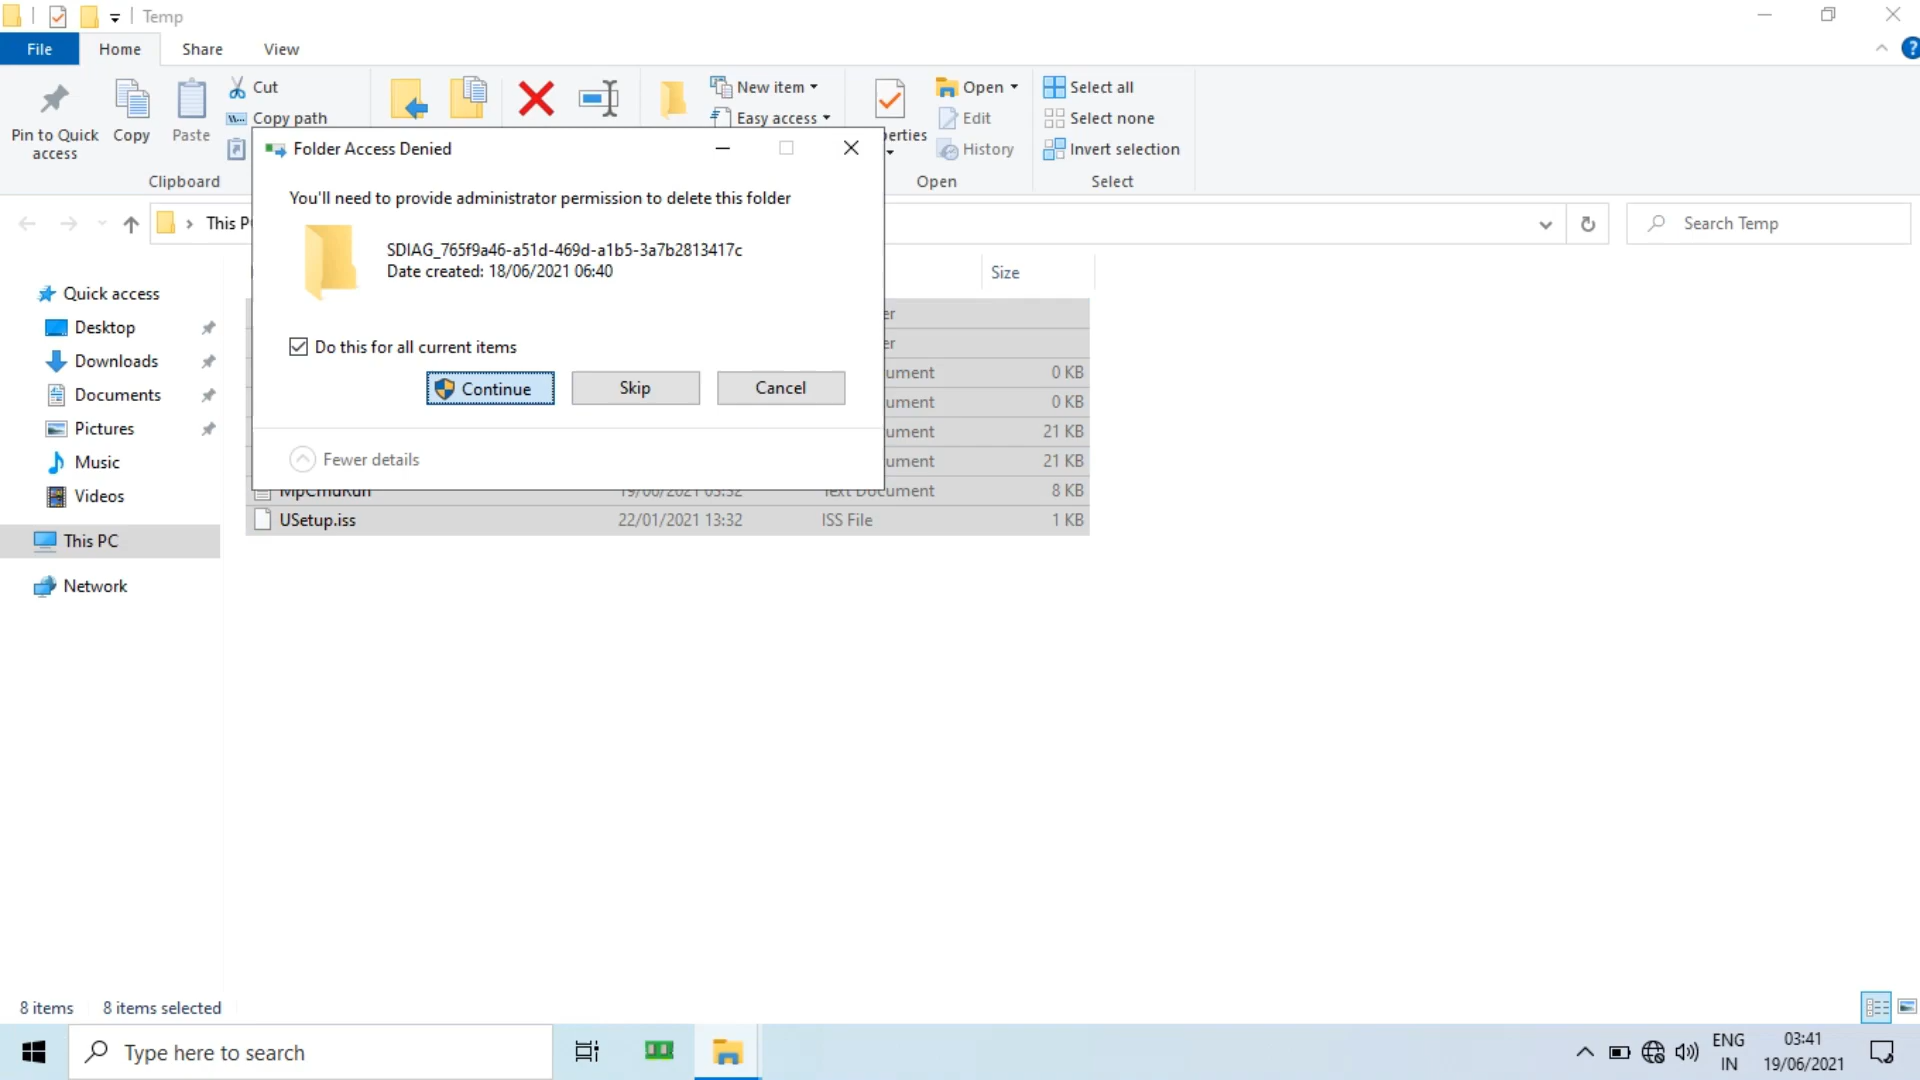 Temp
File
Home
Share
View
Pin to Quick
access
Copy
Paste
Cut
Copy path
Clipboard
New item
Easy access
erties
Open
Edit
History
Open
Select all
Select none
Invert selection
Select
Folder Access Denied
You'll need to provide administrator permission to delete this folder
SDIAG_765f9a46-a51d-469d-a1b5-3a7b2813417c
Date created: 18/06/2021 06:40
Do this for all current items
Continue
Skip
Cancel
Fewer details
This P
Search Temp
Size
er
er
ument 0 KB
ument 0 KB
ument 21 KB
ument 21 KB
MpCmdRun 19/06/2021 03:32 Text Document 8 KB
USetup.iss 22/01/2021 13:32 ISS File 1 KB
Quick access
Desktop
Downloads
Documents
Pictures
Music
Videos
This PC
Network
8 items 8 items selected
Type here to search
ENG
IN
03:41
19/06/2021